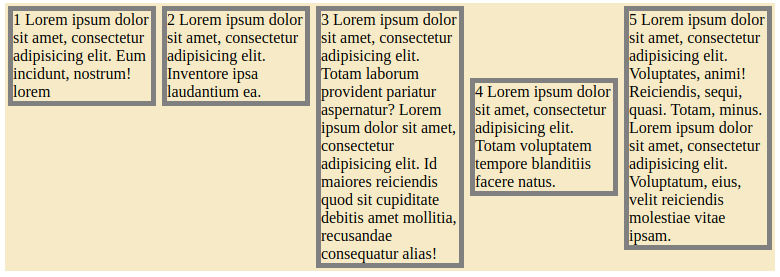 1 Lorem ipsum dolor
sit amet, consectetur
adipisicing elit. Eum
incidunt, nostrum!
lorem
2 Lorem ipsum dolor
sit amet, consectetur
adipisicing elit.
Inventore ipsa
laudantium ea.
3 Lorem ipsum dolor
sit amet, consectetur
adipisicing elit.
Totam laborum
provident pariatur
aspernatur? Lorem
ipsum dolor sit amet,
consectetur
adipisicing elit. Id
maiores reiciendis
quod sit cupiditate
debitis amet mollitia,
recusandae
consequatur alias!
4 Lorem ipsum dolor
sit amet, consectetur
adipisicing elit.
Totam voluptatem
tempore blanditiis
facere natus.
5 Lorem ipsum dolor
sit amet, consectetur
adipisicing elit.
Voluptates, animi!
Reiciendis, sequi,
quasi. Totam, minus.
Lorem ipsum dolor
sit amet, consectetur
adipisicing elit.
Voluptatum, eius,
velit reiciendis
molestiae vitae
ipsam.